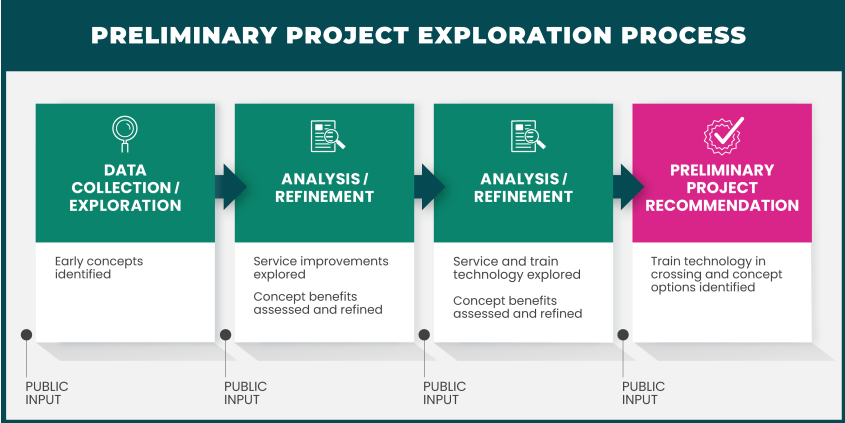 PRELIMINARY PROJECT EXPLORATION PROCESS
DATA
COLLECTION /
EXPLORATION
Early concepts
identified
ANALYSIS /
REFINEMENT
Service improvements
explored
Concept benefits
assessed and refined
ANALYSIS /
REFINEMENT
Service and train
technology explored
Concept benefits
assessed and refined
PRELIMINARY
PROJECT
RECOMMENDATION
Train technology in
crossing and concept
options identified
PUBLIC
INPUT
PUBLIC
INPUT
PUBLIC
INPUT
PUBLIC
INPUT